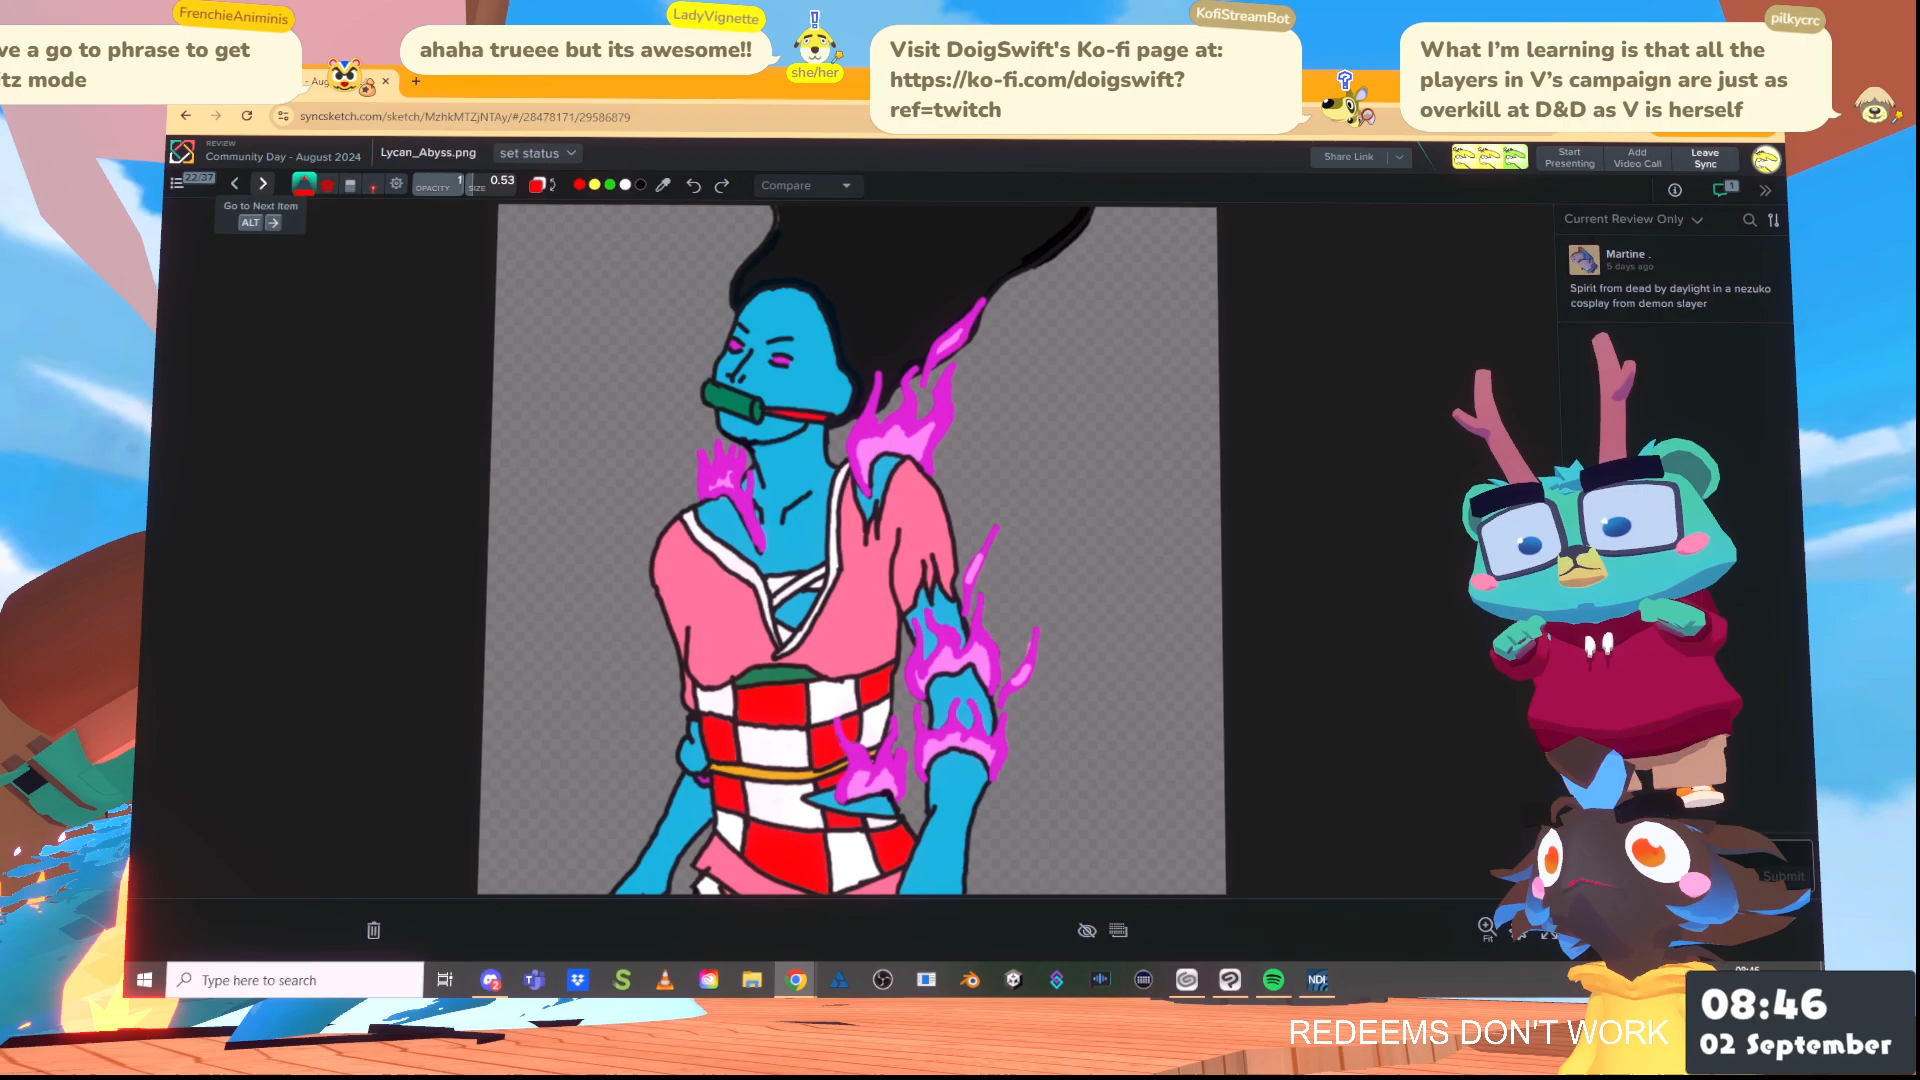 FrenchieAniminis
ve a go to phrase to get
itz mode
LadyVignette
ahaha trueee but its awesome!!
she/her
KofiStreamBot
Visit DoigSwift's Ko-fi page at:
https://ko-fi.com/doigswift?
ref=twitch
pilkycrc
What I'm learning is that all the
players in V's campaign are just as
overkill at D&D as V is herself
syncsketch.com/sketch/MzhkMTZjNTAy/#/28478171/29586879
REVIEW
Community Day - August 2024
Lycan_Abyss.png
set status
Share Link
Start
Presenting
Add
Video Call
Leave
Sync
22/37
OPACITY 1
SIZE 0.53
Compare
Go to Next Item
ALT
Current Review Only
1
Martine .
5 days ago
Spirit from dead by daylight in a nezuko
cosplay from demon slayer
Submit
Fit
Type here to search
NDI
REDEEMS DON'T WORK
08:46
02 September